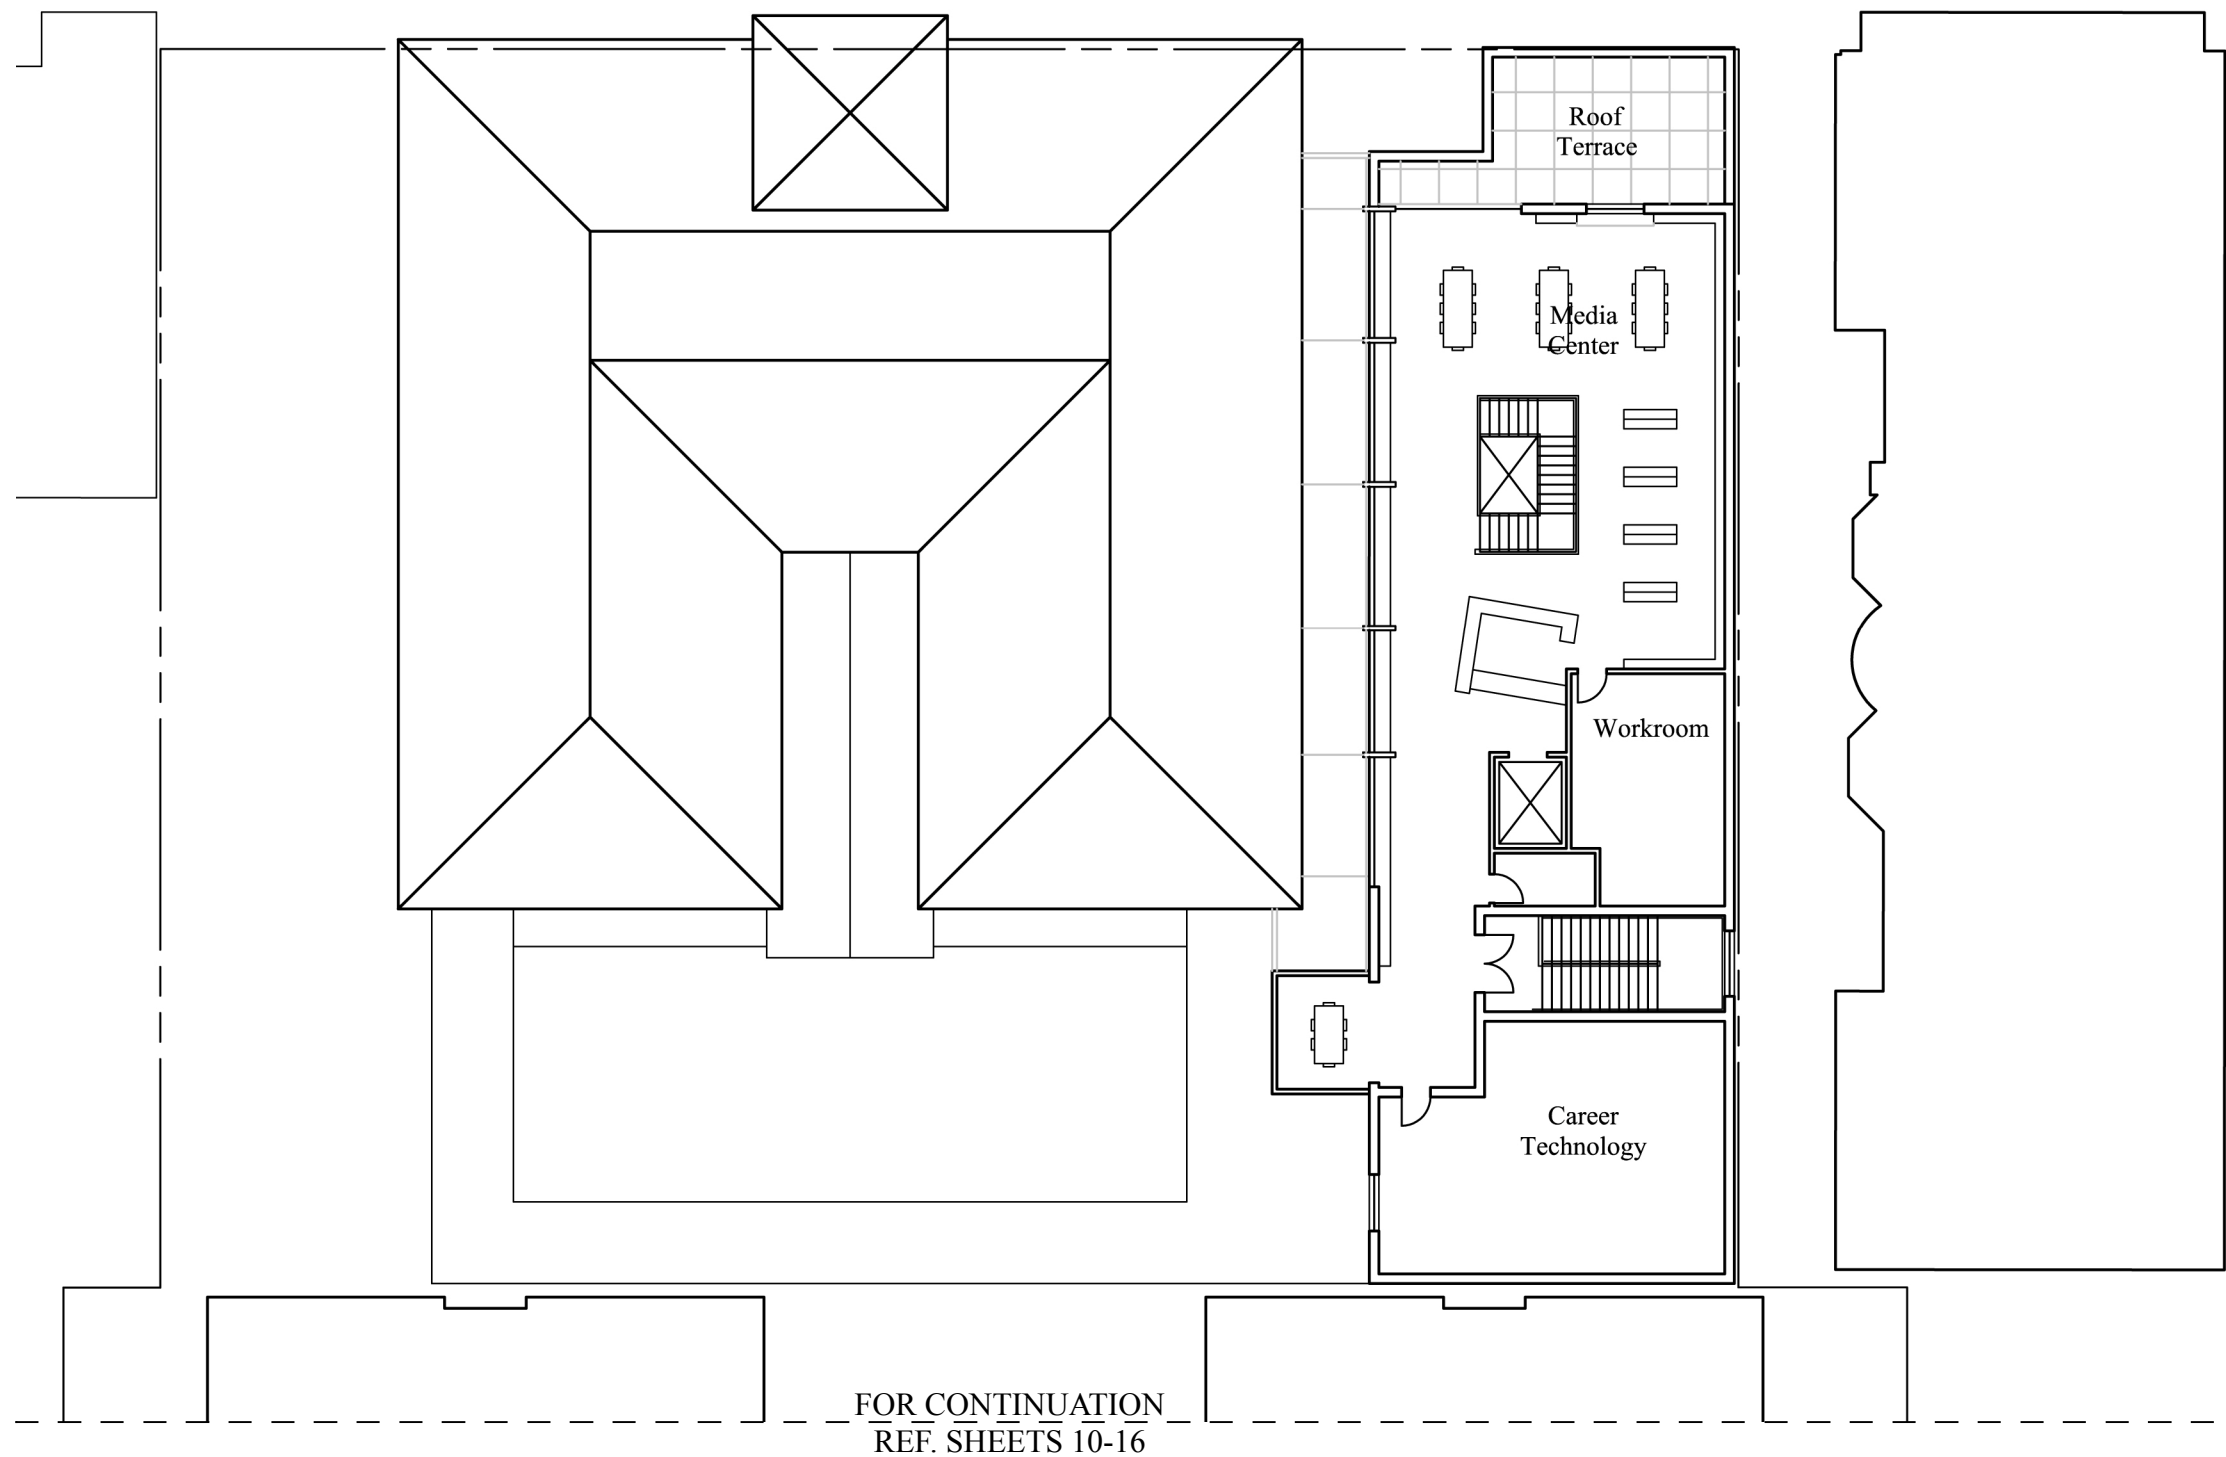 Roof
Terrace
Media
Center
Workroom
Career
Technology
FOR CONTINUATION
REF. SHEETS 10-16